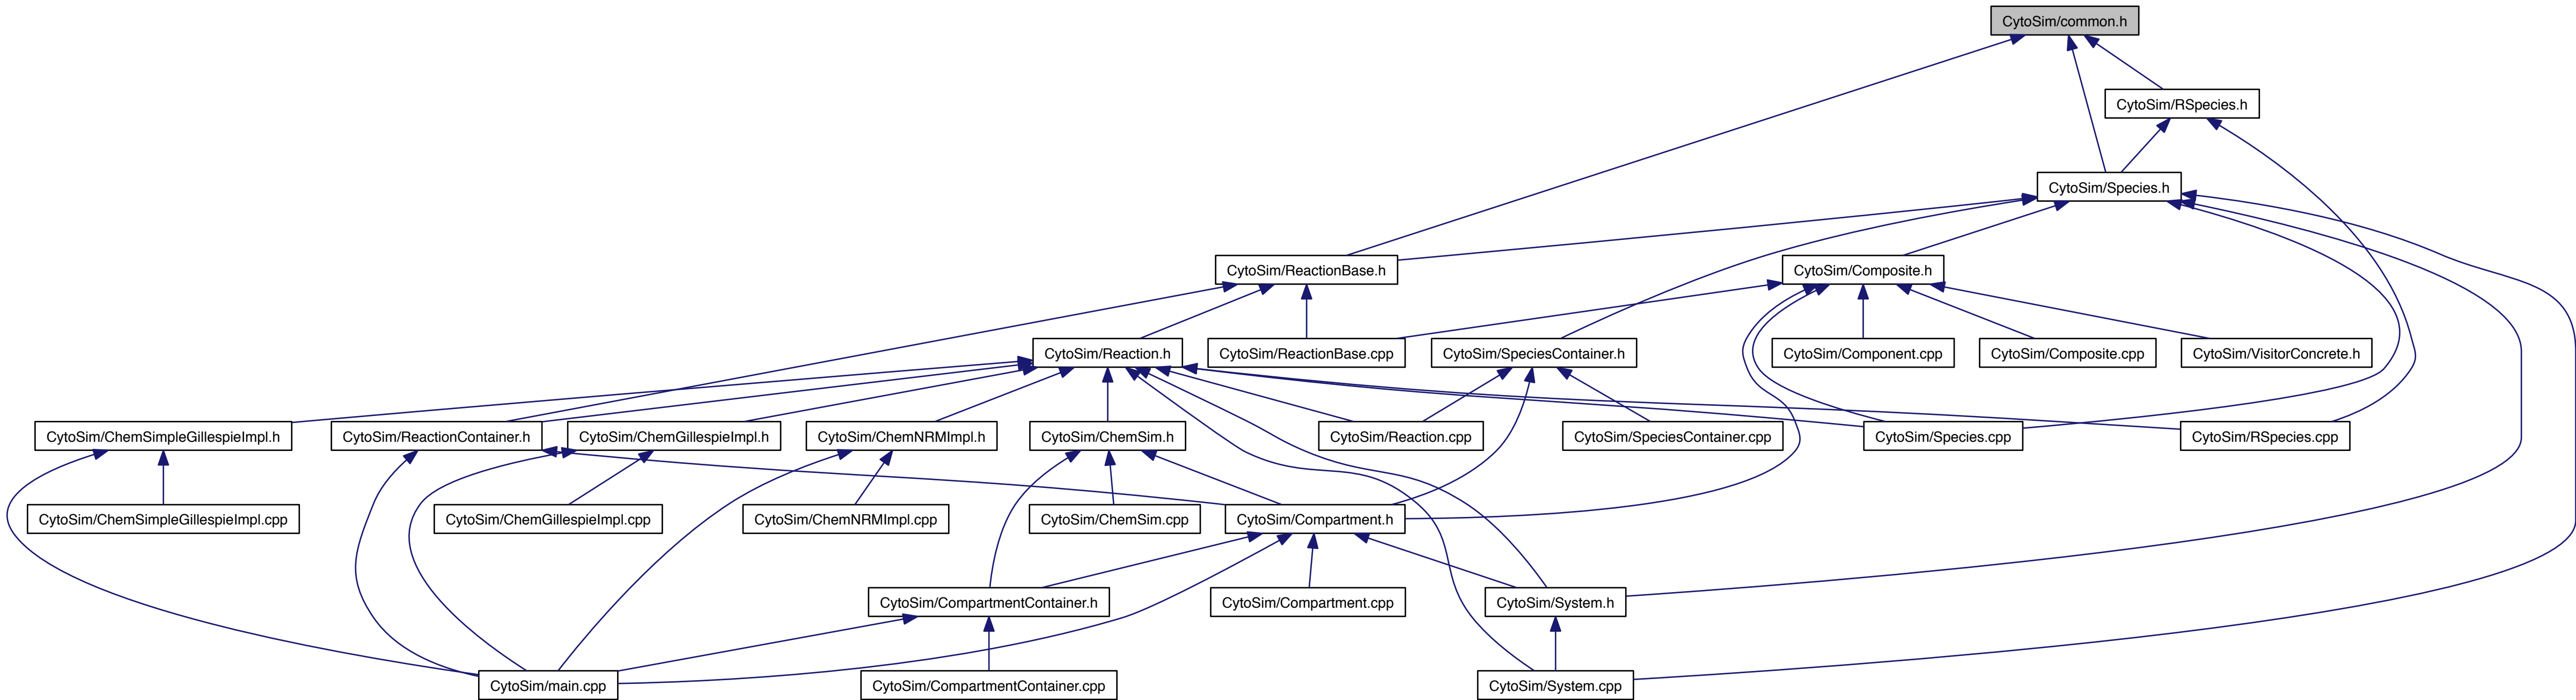 CytoSim/common.h
CytoSim/RSpecies.h
CytoSim/Species.h
CytoSim/ReactionBase.h
CytoSim/Composite.h
CytoSim/Reaction.h
CytoSim/ReactionBase.cpp
CytoSim/SpeciesContainer.h
CytoSim/Component.cpp
CytoSim/Composite.cpp
CytoSim/VisitorConcrete.h
CytoSim/ChemSimpleGillespieImpl.h
CytoSim/ReactionContainer.h
CytoSim/ChemGillespieImpl.h
CytoSim/ChemNRMImpl.h
CytoSim/ChemSim.h
CytoSim/Reaction.cpp
CytoSim/SpeciesContainer.cpp
CytoSim/Species.cpp
CytoSim/RSpecies.cpp
CytoSim/ChemSimpleGillespieImpl.cpp
CytoSim/ChemGillespieImpl.cpp
CytoSim/ChemNRMImpl.cpp
CytoSim/ChemSim.cpp
CytoSim/Compartment.h
CytoSim/CompartmentContainer.h
CytoSim/Compartment.cpp
CytoSim/System.h
CytoSim/main.cpp
CytoSim/CompartmentContainer.cpp
CytoSim/System.cpp